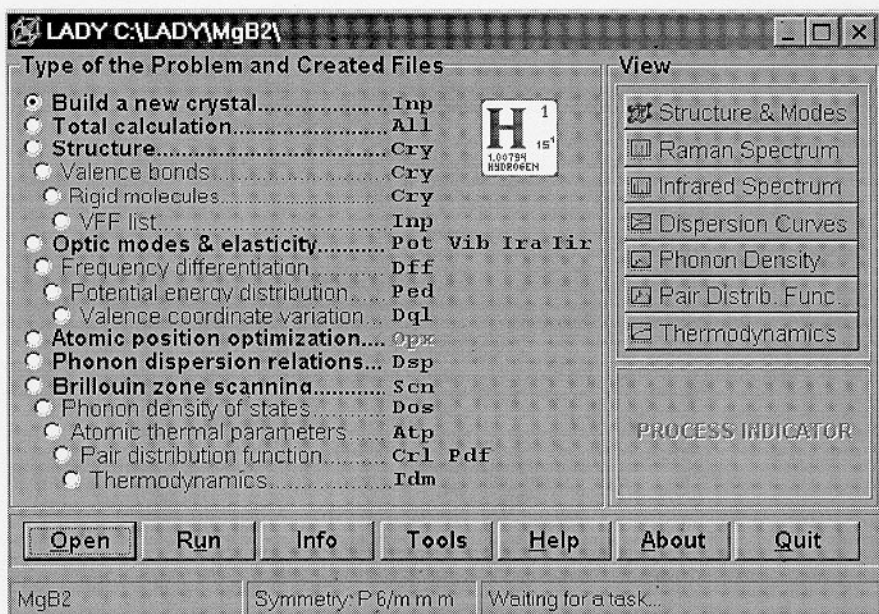 LADY C:\LADY\MgB2\
Type of the Problem and Created Files
Build a new crystal.................... Inp
Total calculation...................... All
Structure.............................. Cry
Valence bonds.......................... Cry
Rigid molecules........................ Cry
VFF list............................... Inp
Optic modes & elasticity........... Pot Vib Ira Iir
Frequency differentiation............ Dff
Potential energy distribution...... Ped
Valence coordinate variation... Dql
Atomic position optimization.... Opx
Phonon dispersion relations... Dsp
Brillouin zone scanning............ Scn
Phonon density of states........... Dos
Atomic thermal parameters...... Atp
Pair distribution function.......... Crl Pdf
Thermodynamics................... Tdm
H 1
1s1
1.00794
HYDROGEN
View
Structure & Modes
Raman Spectrum
Infrared Spectrum
Dispersion Curves
Phonon Density
Pair Distrib. Func.
Thermodynamics
PROCESS INDICATOR
Open Run Info Tools Help About Quit
MgB2 Symmetry: P 6/m m m Waiting for a task...